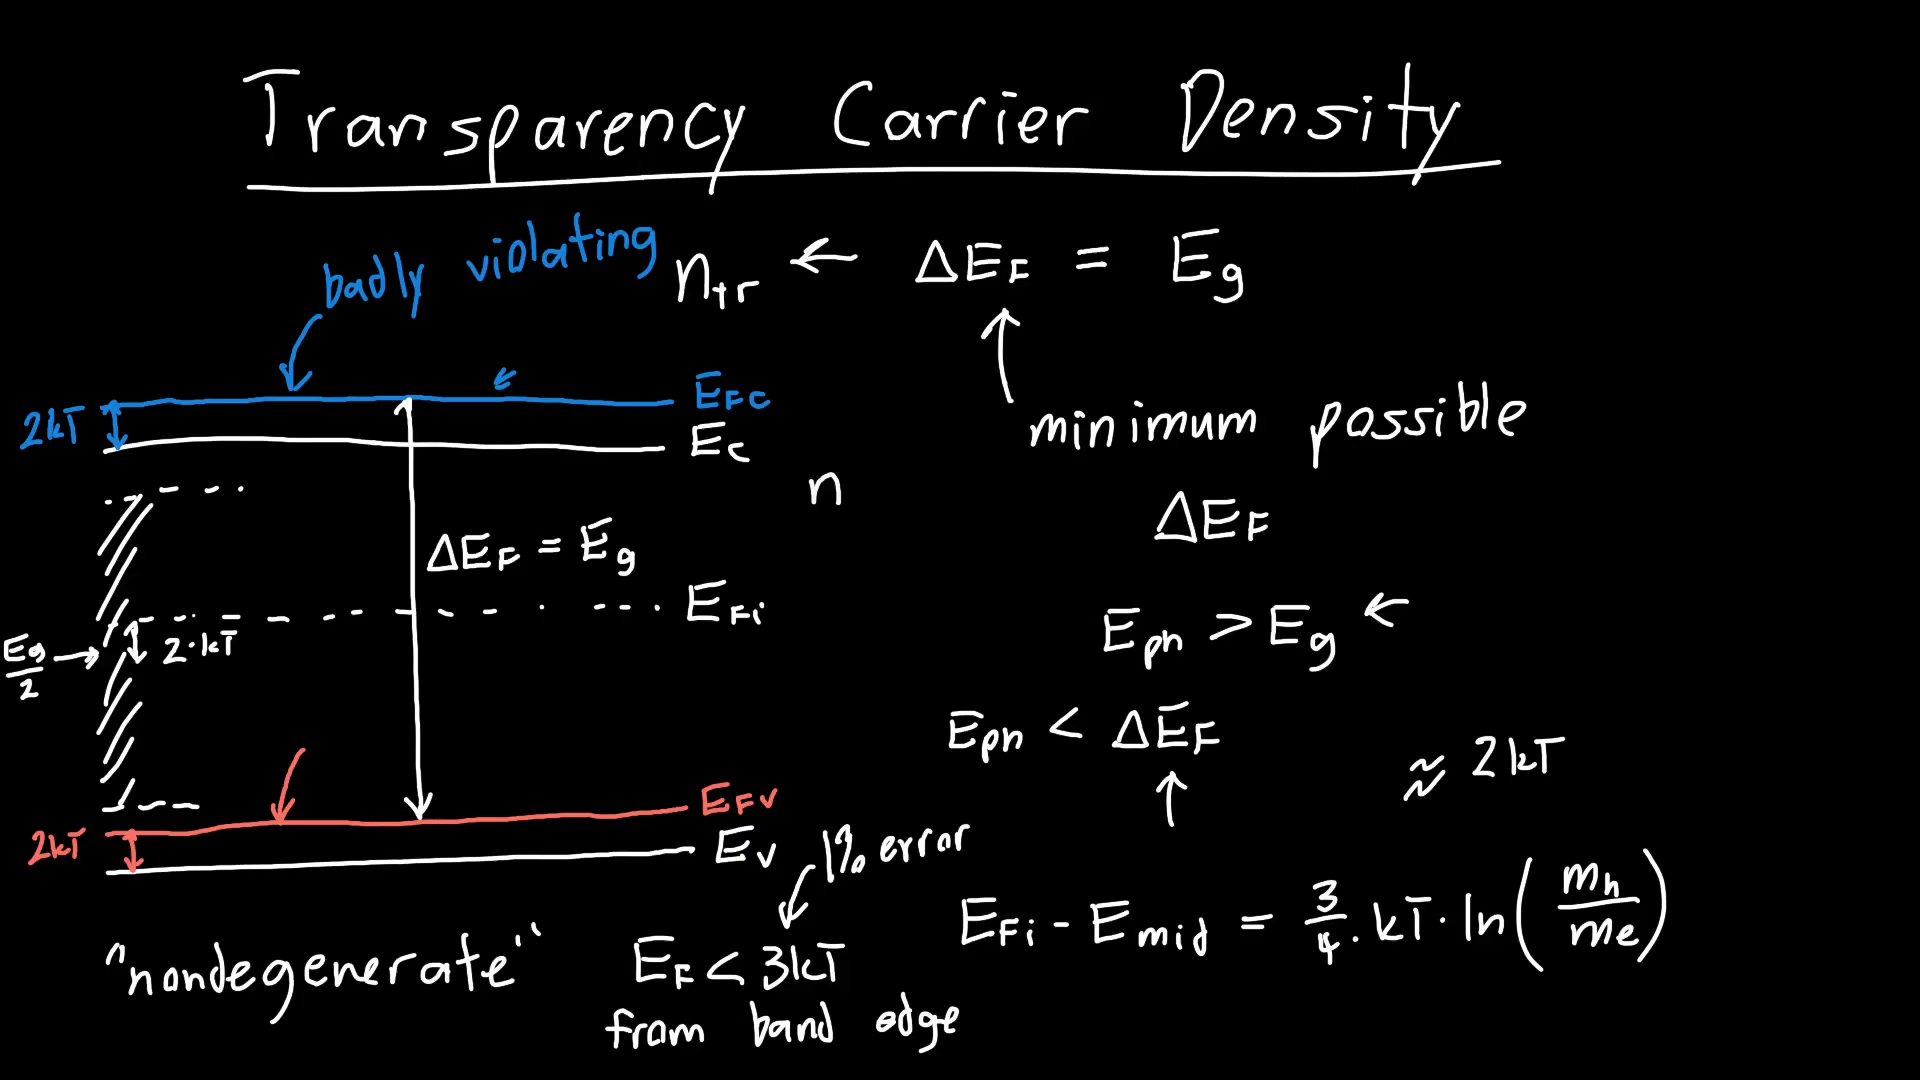 Transparency Carrier Density
badly violating
n_tr ← ΔE_F = E_g
minimum possible
ΔE_F
2kT
E_Fc
E_c
n
ΔE_F = E_g
E_Fi
2·kT
E_g/2 →
E_ph > E_g ←
E_ph < ΔE_F
≈ 2kT
2kT
E_Fv
E_v
1% error
E_Fi - E_mid = 3/4 · kT · ln(m_h/m_e)
"nondegenerate"
E_F < 3kT
from band edge